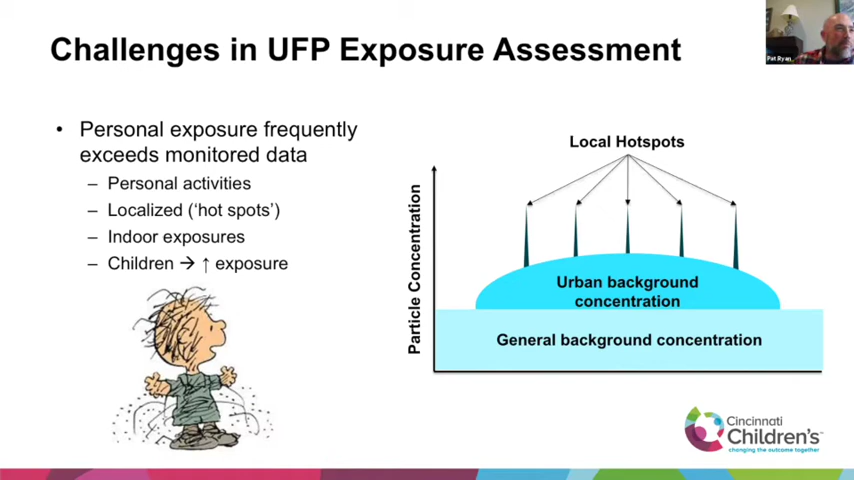 Challenges in UFP Exposure Assessment
Pat Ryan
• Personal exposure frequently
exceeds monitored data
– Personal activities
– Localized (‘hot spots’)
– Indoor exposures
– Children → ↑ exposure
Local Hotspots
Particle Concentration
Urban background
concentration
General background concentration
Cincinnati
Children's™
changing the outcome together